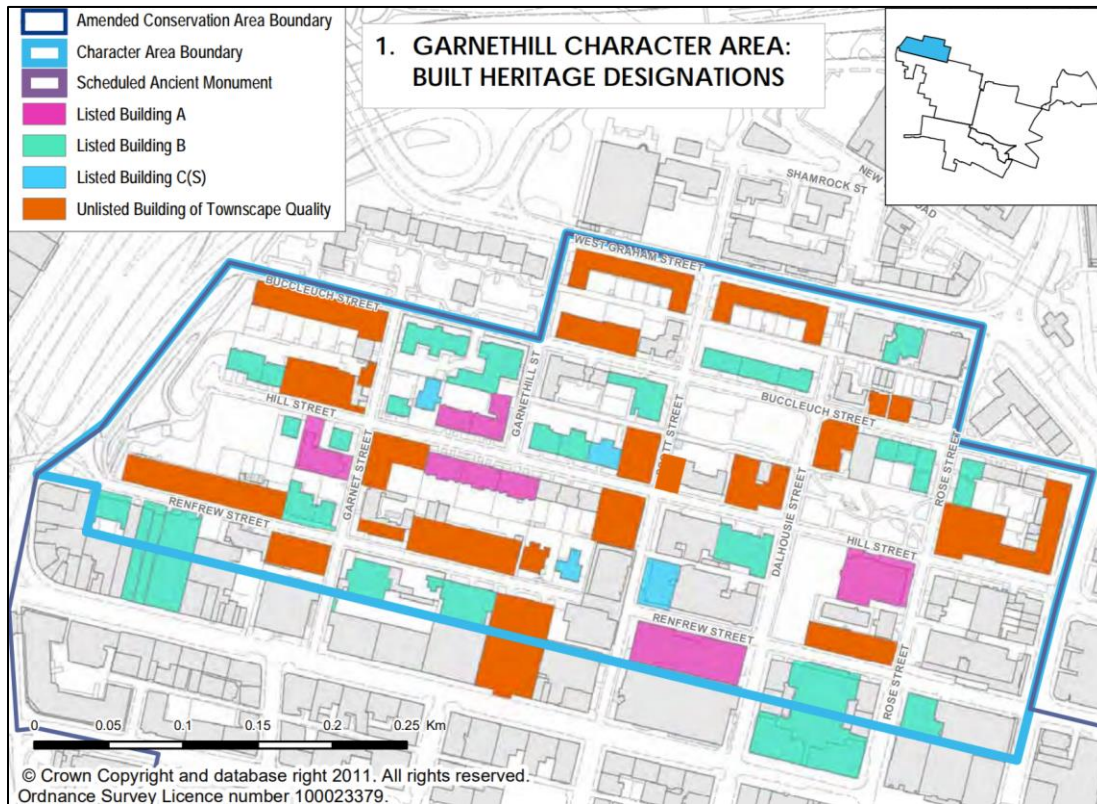 Amended Conservation Area Boundary
Character Area Boundary
Scheduled Ancient Monument
Listed Building A
Listed Building B
Listed Building C(S)
Unlisted Building of Townscape Quality
1. GARNETHILL CHARACTER AREA:
BUILT HERITAGE DESIGNATIONS
SHAMROCK ST
NEW
ROAD
WEST GRAHAM STREET
BUCCLEUCH STREET
GARNETHILL ST
HILL STREET
BUCCLEUCH STREET
GARNET STREET
STREET
DALHOUSIE STREET
ROSE STREET
HILL STREET
RENFREW STREET
RENFREW STREET
ROSE STREET
0 0.05 0.1 0.15 0.2 0.25 Km
© Crown Copyright and database right 2011. All rights reserved.
Ordnance Survey Licence number 100023379.